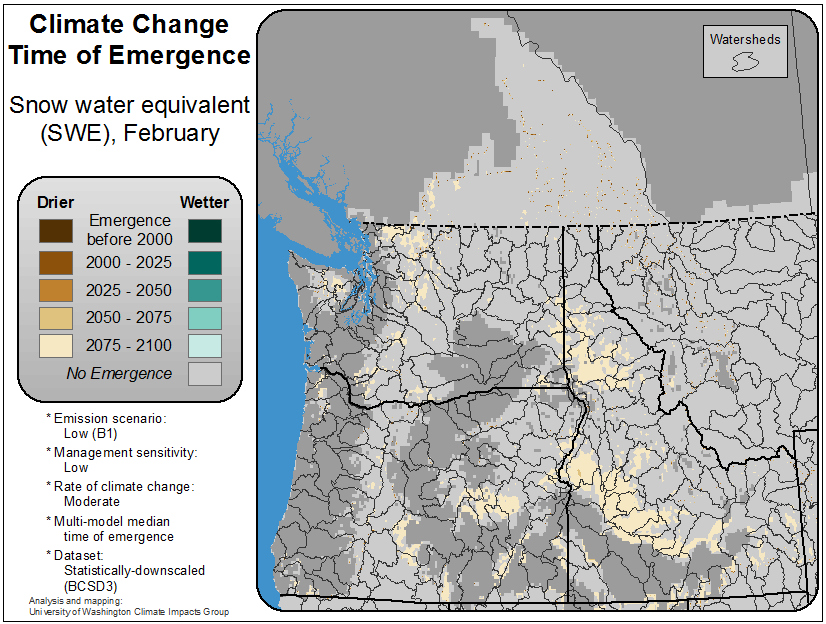 Climate Change
Time of Emergence
Snow water equivalent
(SWE), February
Drier
Wetter
Emergence
before 2000
2000 - 2025
2025 - 2050
2050 - 2075
2075 - 2100
No Emergence
* Emission scenario:
Low (B1)
* Management sensitivity:
Low
* Rate of climate change:
Moderate
* Multi-model median
time of emergence
* Dataset:
Statistically-downscaled
(BCSD3)
Analysis and mapping:
University of Washington Climate Impacts Group
Watersheds